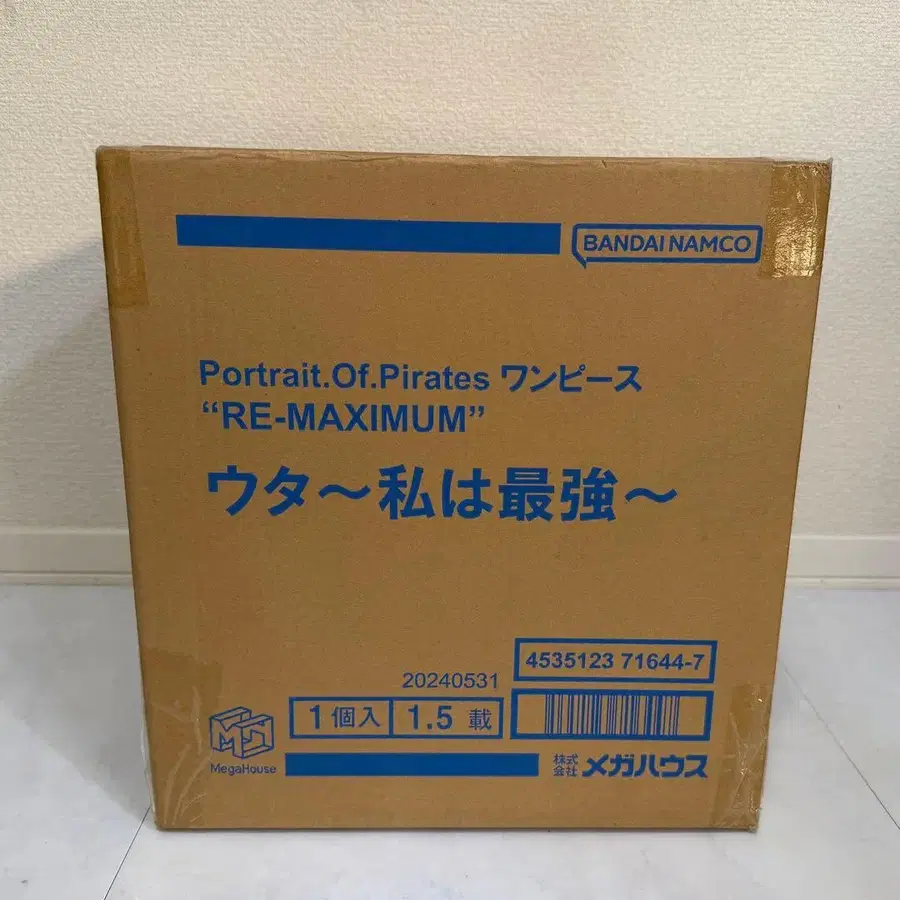 BANDAI NAMCO
Portrait.Of.Pirates ワンピース
“RE-MAXIMUM”
ウタ～私は最強～
4535123 71644-7
20240531
1個入 1.5 載
MegaHouse
株式会社 メガハウス